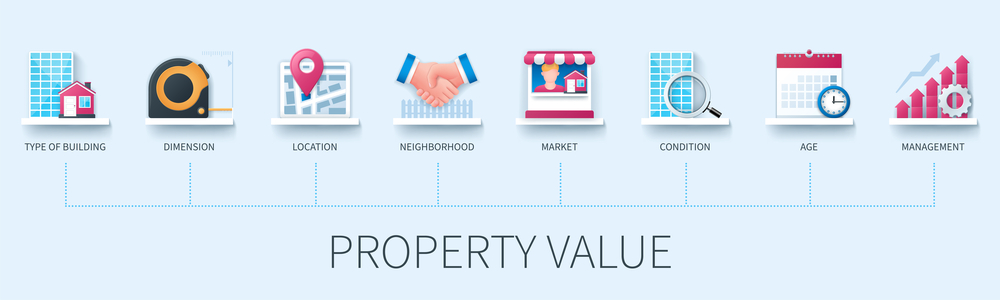 TYPE OF BUILDING
DIMENSION
LOCATION
NEIGHBORHOOD
MARKET
CONDITION
AGE
MANAGEMENT
PROPERTY VALUE